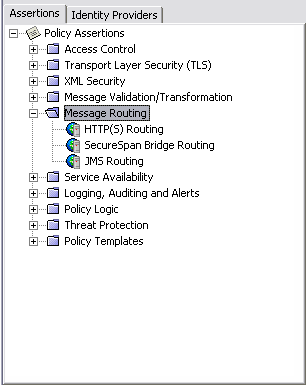 Assertions Identity Providers
Policy Assertions
Access Control
Transport Layer Security (TLS)
XML Security
Message Validation/Transformation
Message Routing
HTTP(S) Routing
SecureSpan Bridge Routing
JMS Routing
Service Availability
Logging, Auditing and Alerts
Policy Logic
Threat Protection
Policy Templates